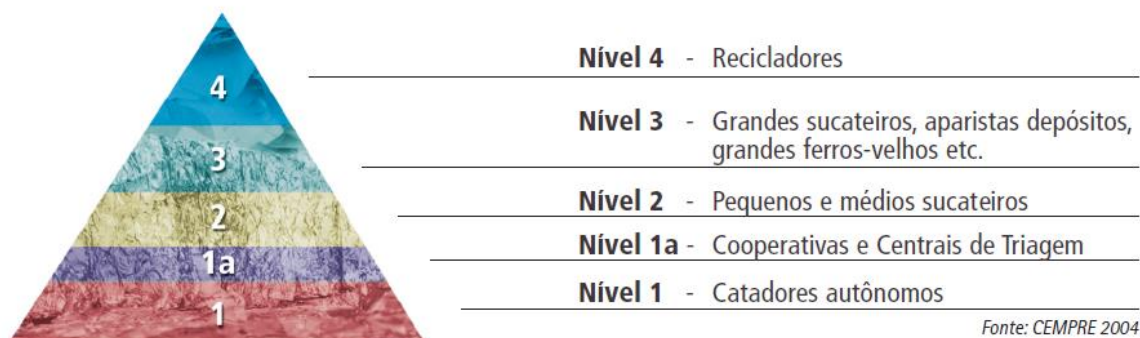 4
Nível 4 - Recicladores
3
Nível 3 - Grandes sucateiros, aparistas depósitos,
grandes ferros-velhos etc.
2
Nível 2 - Pequenos e médios sucateiros
1a
Nível 1a - Cooperativas e Centrais de Triagem
1
Nível 1 - Catadores autônomos
Fonte: CEMPRE 2004